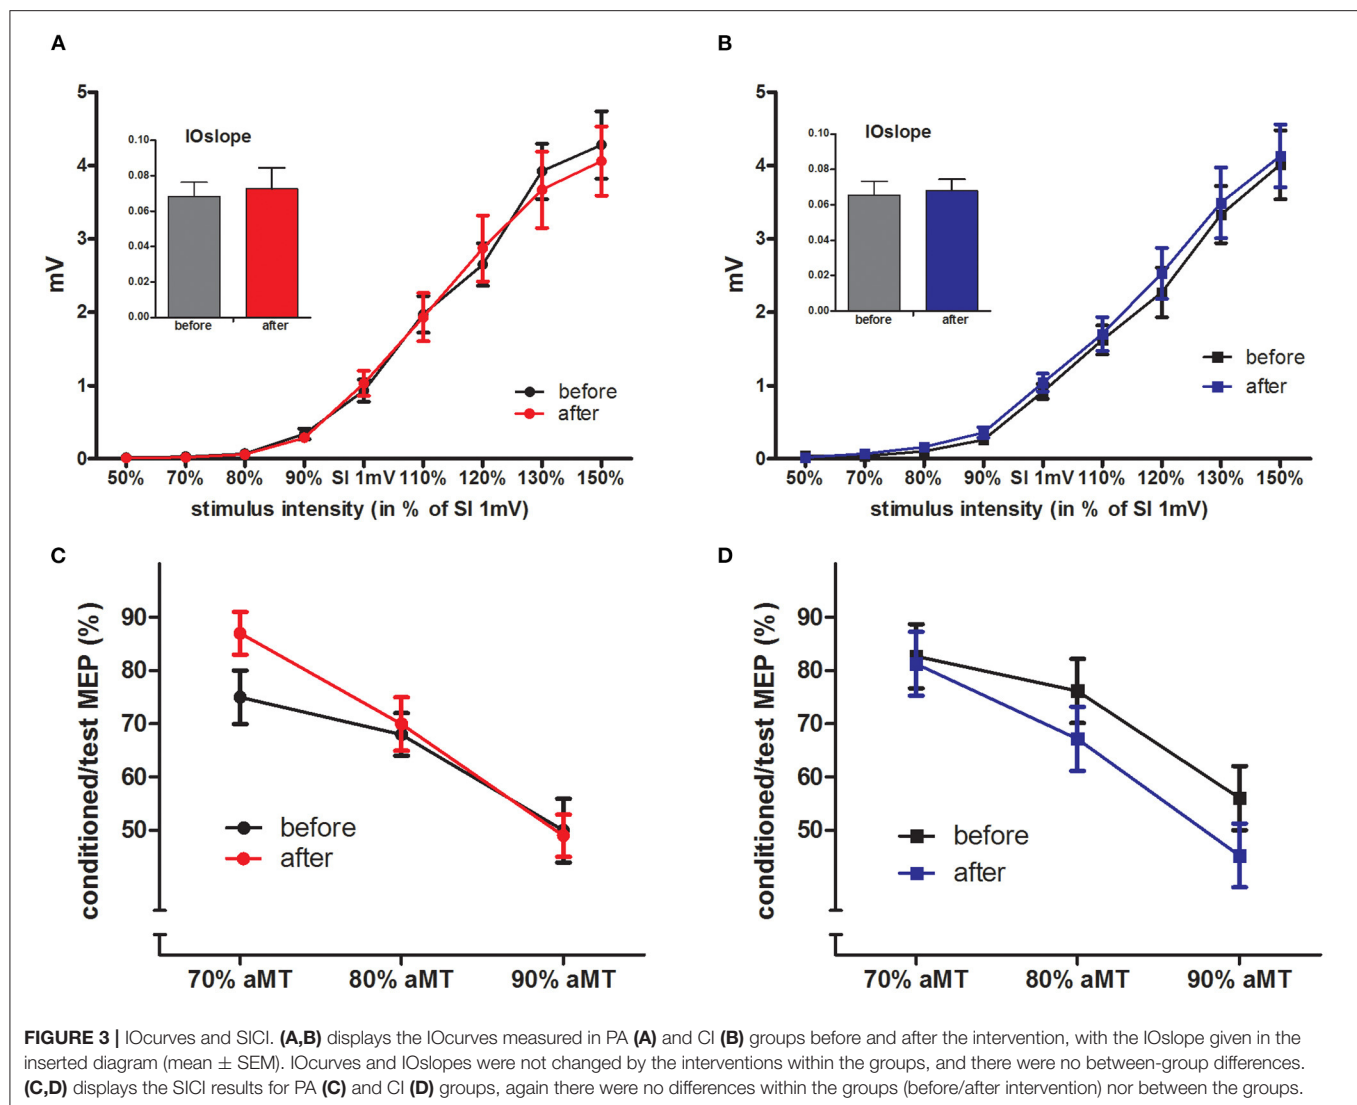 A
B
5
4
3
2
1
0
mV
IOslope
0.10
0.08
0.06
0.04
0.02
0.00
before
after
before
after
50% 70% 80% 90% SI 1mV 110% 120% 130% 150%
stimulus intensity (in % of SI 1mV)
5
4
3
2
1
0
mV
IOslope
0.10
0.08
0.06
0.04
0.02
0.00
before
after
before
after
50% 70% 80% 90% SI 1mV 110% 120% 130% 150%
stimulus intensity (in % of SI 1mV)
C
D
conditioned/test MEP (%)
90
80
70
60
50
before
after
70% aMT 80% aMT 90% aMT
conditioned/test MEP (%)
90
80
70
60
50
before
after
70% aMT 80% aMT 90% aMT
FIGURE 3 | IOcurves and SICI. (A,B) displays the IOcurves measured in PA (A) and CI (B) groups before and after the intervention, with the IOslope given in the
inserted diagram (mean ± SEM). IOcurves and IOslopes were not changed by the interventions within the groups, and there were no between-group differences.
(C,D) displays the SICI results for PA (C) and CI (D) groups, again there were no differences within the groups (before/after intervention) nor between the groups.